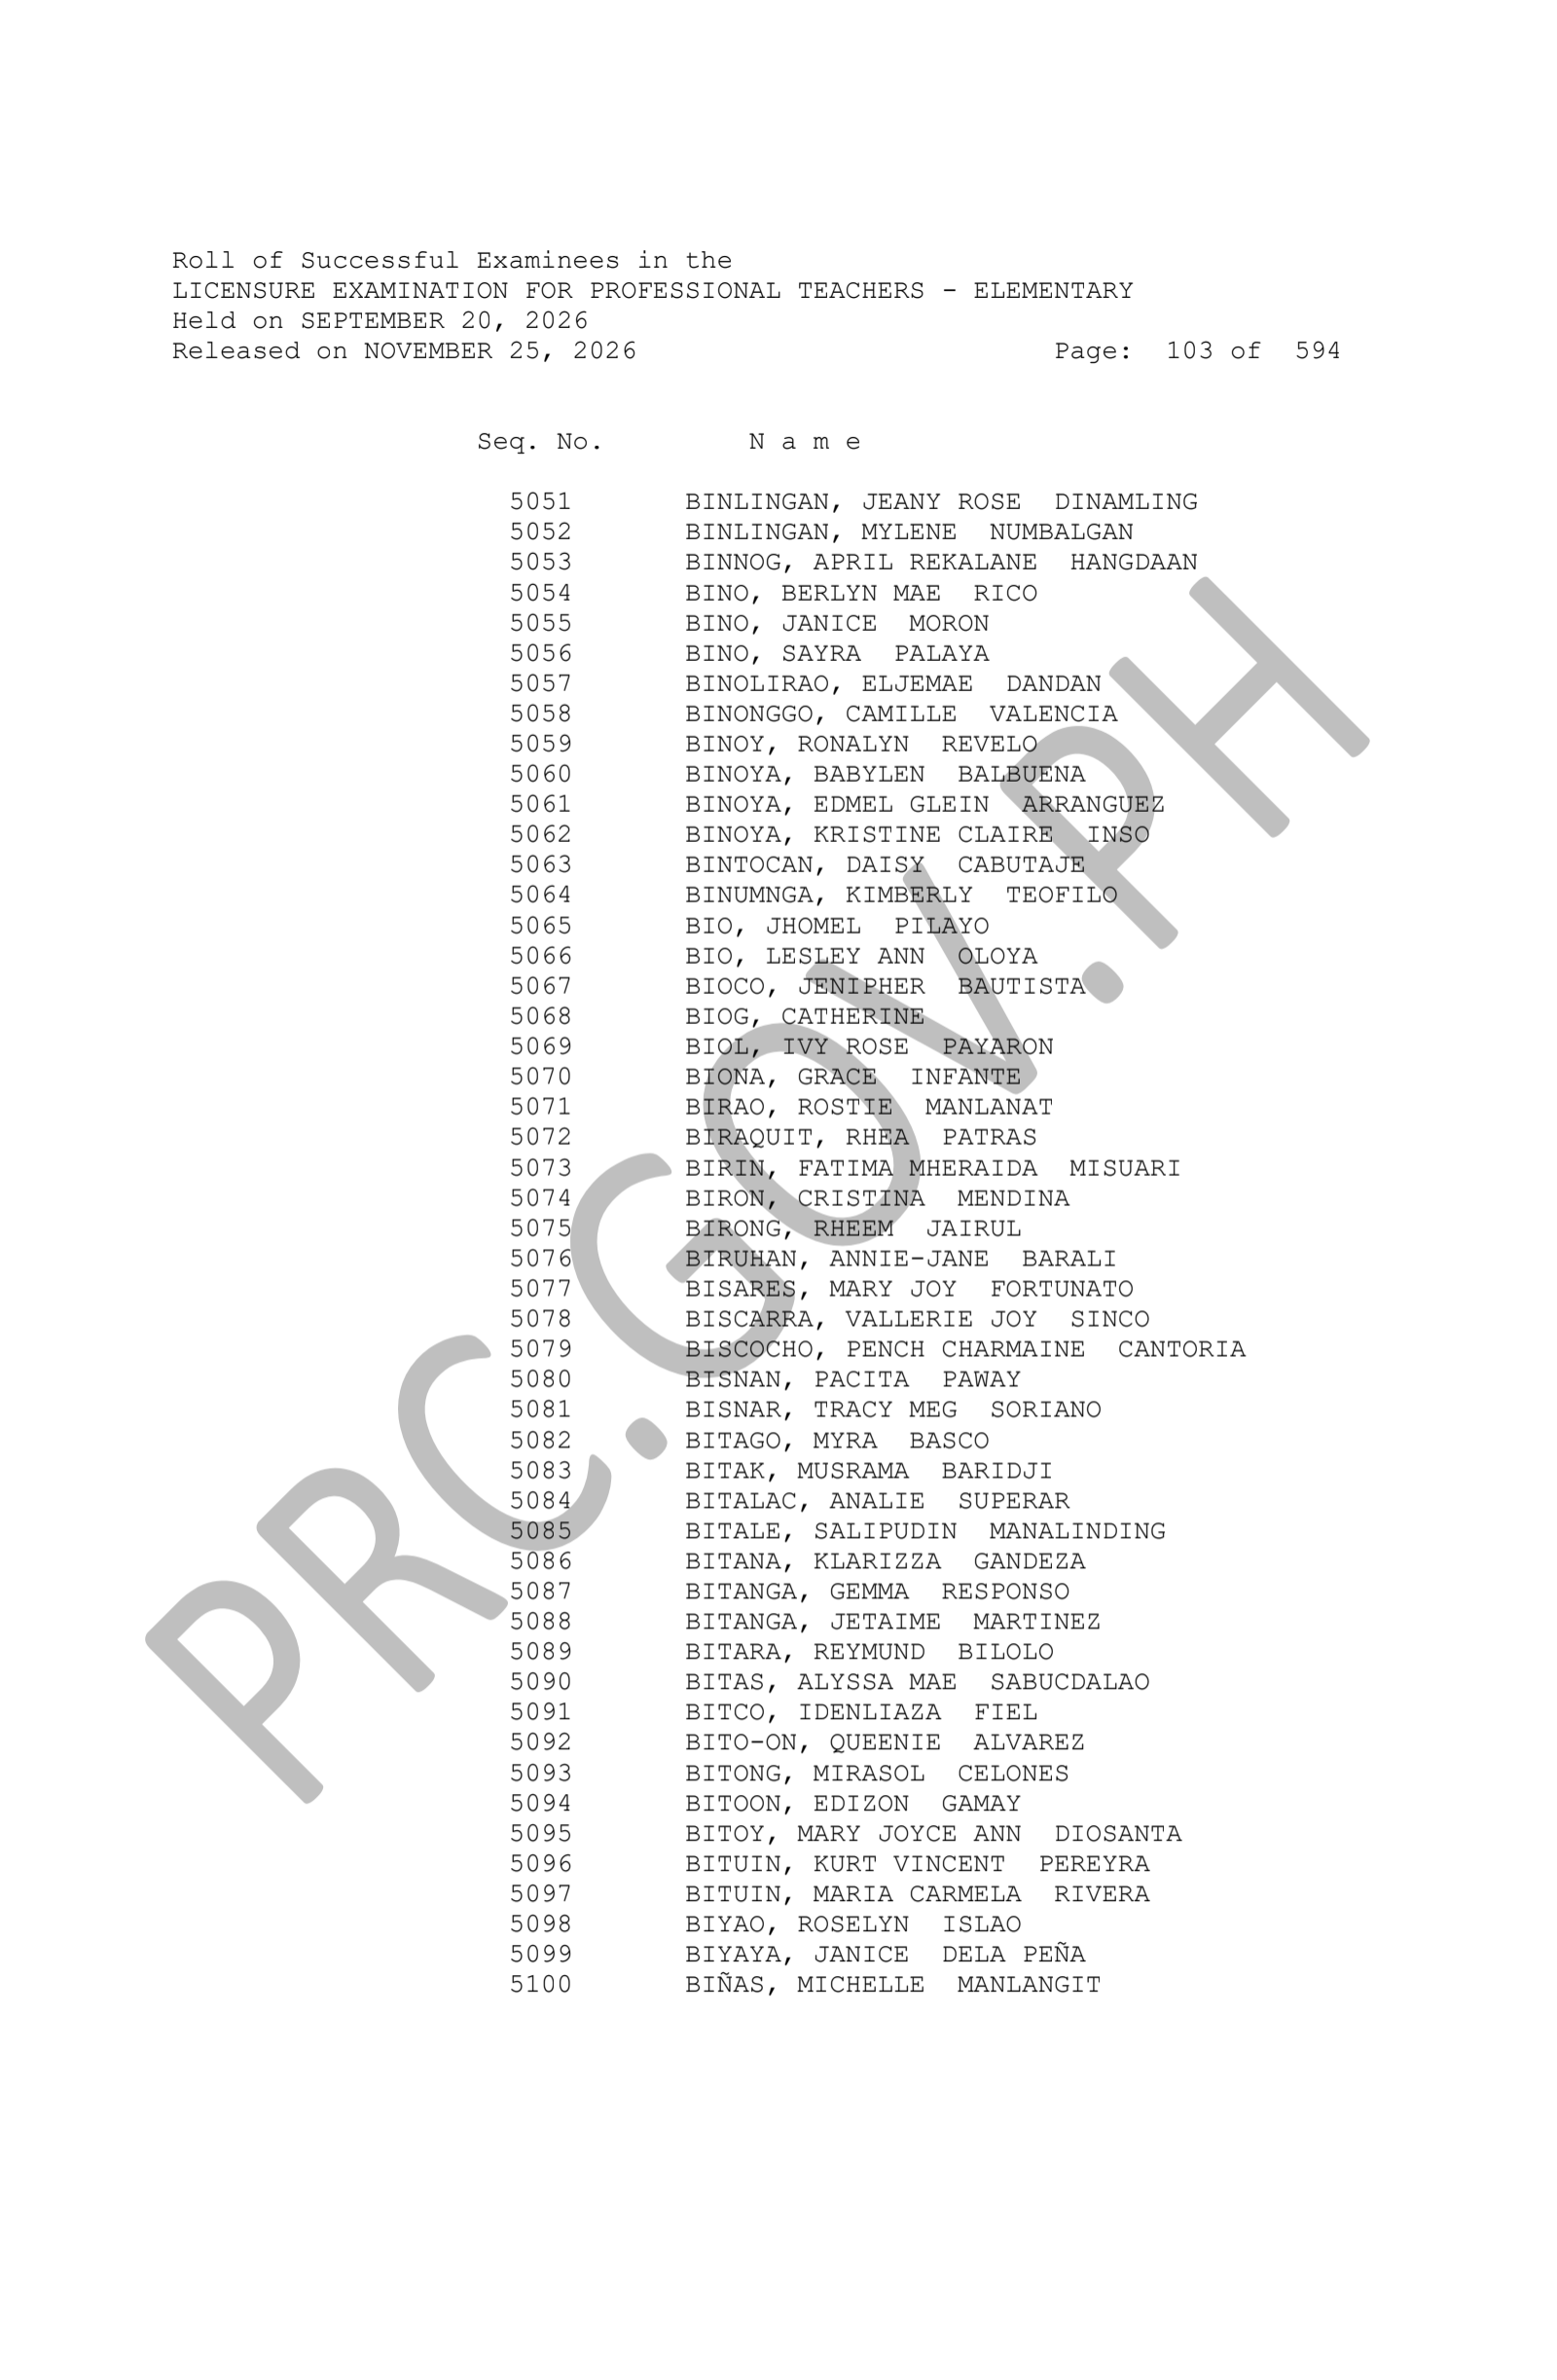 Roll of Successful Examinees in the
LICENSURE EXAMINATION FOR PROFESSIONAL TEACHERS - ELEMENTARY
Held on SEPTEMBER 20, 2026
Released on NOVEMBER 25, 2026 Page: 103 of 594
Seq. No. N a m e
5051 BINLINGAN, JEANY ROSE DINAMLING
5052 BINLINGAN, MYLENE NUMBALGAN
5053 BINNOG, APRIL REKALANE HANGDAAN
5054 BINO, BERLYN MAE RICO
5055 BINO, JANICE MORON
5056 BINO, SAYRA PALAYA
5057 BINOLIRAO, ELJEMAE DANDAN
5058 BINONGGO, CAMILLE VALENCIA
5059 BINOY, RONALYN REVELO
5060 BINOYA, BABYLEN BALBUENA
5061 BINOYA, EDMEL GLEIN ARRANGUEZ
5062 BINOYA, KRISTINE CLAIRE INSO
5063 BINTOCAN, DAISY CABUTAJE
5064 BINUMNGA, KIMBERLY TEOFILO
5065 BIO, JHOMEL PILAYO
5066 BIO, LESLEY ANN OLOYA
5067 BIOCO, JENIPHER BAUTISTA
5068 BIOG, CATHERINE
5069 BIOL, IVY ROSE PAYARON
5070 BIONA, GRACE INFANTE
5071 BIRAO, ROSTIE MANLANAT
5072 BIRAQUIT, RHEA PATRAS
5073 BIRIN, FATIMA MHERAIDA MISUARI
5074 BIRON, CRISTINA MENDINA
5075 BIRONG, RHEEM JAIRUL
5076 BIRUHAN, ANNIE-JANE BARALI
5077 BISARES, MARY JOY FORTUNATO
5078 BISCARRA, VALLERIE JOY SINCO
5079 BISCOCHO, PENCH CHARMAINE CANTORIA
5080 BISNAN, PACITA PAWAY
5081 BISNAR, TRACY MEG SORIANO
5082 BITAGO, MYRA BASCO
5083 BITAK, MUSRAMA BARIDJI
5084 BITALAC, ANALIE SUPERAR
5085 BITALE, SALIPUDIN MANALINDING
5086 BITANA, KLARIZZA GANDEZA
5087 BITANGA, GEMMA RESPONSO
5088 BITANGA, JETAIME MARTINEZ
5089 BITARA, REYMUND BILOLO
5090 BITAS, ALYSSA MAE SABUCDALAO
5091 BITCO, IDENLIAZA FIEL
5092 BITO-ON, QUEENIE ALVAREZ
5093 BITONG, MIRASOL CELONES
5094 BITOON, EDIZON GAMAY
5095 BITOY, MARY JOYCE ANN DIOSANTA
5096 BITUIN, KURT VINCENT PEREYRA
5097 BITUIN, MARIA CARMELA RIVERA
5098 BIYAO, ROSELYN ISLAO
5099 BIYAYA, JANICE DELA PEÑA
5100 BIÑAS, MICHELLE MANLANGIT
PRC.GOV.PH